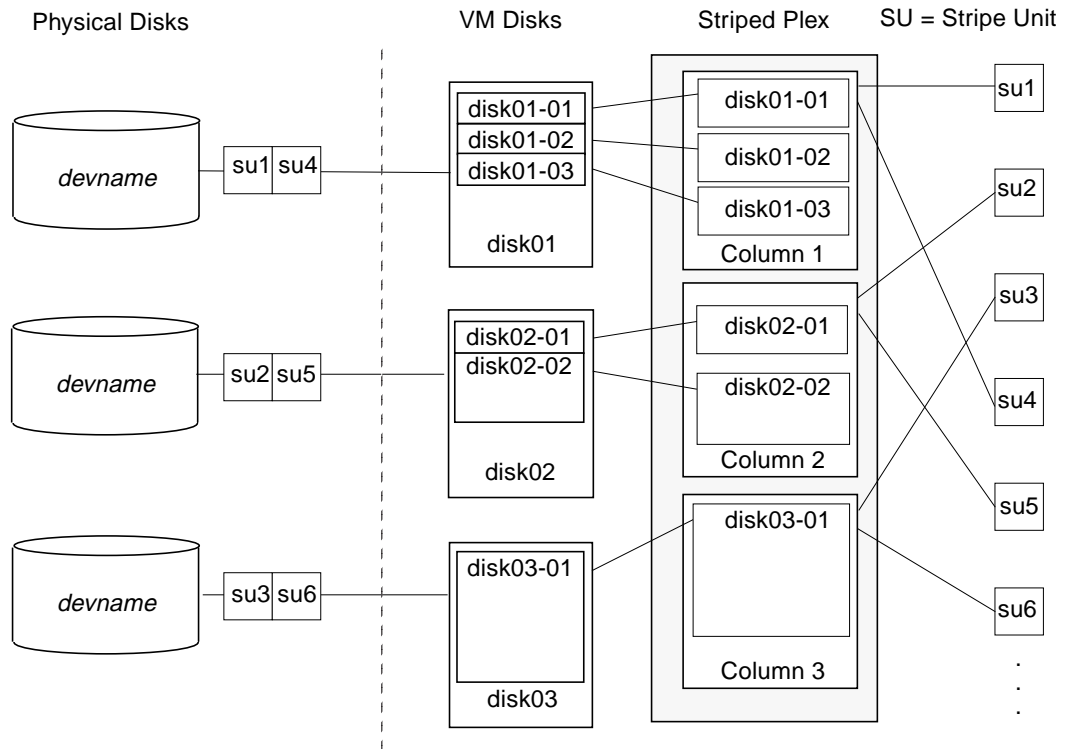 Physical Disks
VM Disks
Striped Plex
SU = Stripe Unit
devname
su1 su4
disk01-01
disk01-02
disk01-03
disk01
disk01-01
disk01-02
disk01-03
Column 1
su1
su2
devname
su2 su5
disk02-01
disk02-02
disk02
disk02-01
disk02-02
Column 2
su3
su4
devname
su3 su6
disk03-01
disk03
disk03-01
Column 3
su5
su6
.
.
.